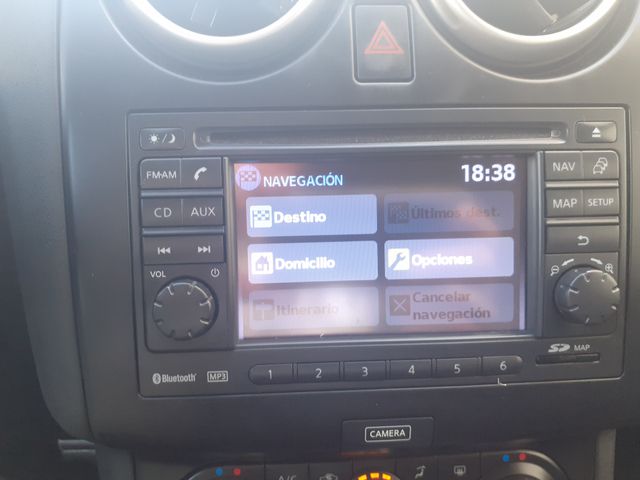 NAVEGACIÓN 18:38
FM·AM
NAV
Destino
Últimos dest.
CD AUX
MAP SETUP
Domicilio
Opciones
VOL
Itinerario
Cancelar
navegación
SD MAP
Bluetooth MP3
1 2 3 4 5 6
CAMERA
A/C